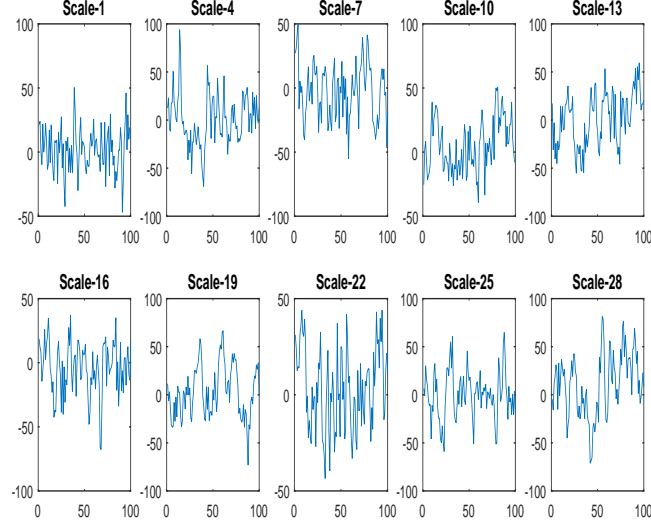 Scale-1 Scale-4 Scale-7 Scale-10 Scale-13
100 100 50 100 100
50 50 50 50
0
0 0 0
0 -50
-50 -50
-50 -100 -100 -50 -100
0 50 100 0 50 100 0 50 100 0 50 100 0 50 100
Scale-16 Scale-19 Scale-22 Scale-25 Scale-28
50 100 50 100 100
50 50 50
0
0 0 0 0
-50
-50 -50 -50
-100 -100 -50 -100 -100
0 50 100 0 50 100 0 50 100 0 50 100 0 50 100